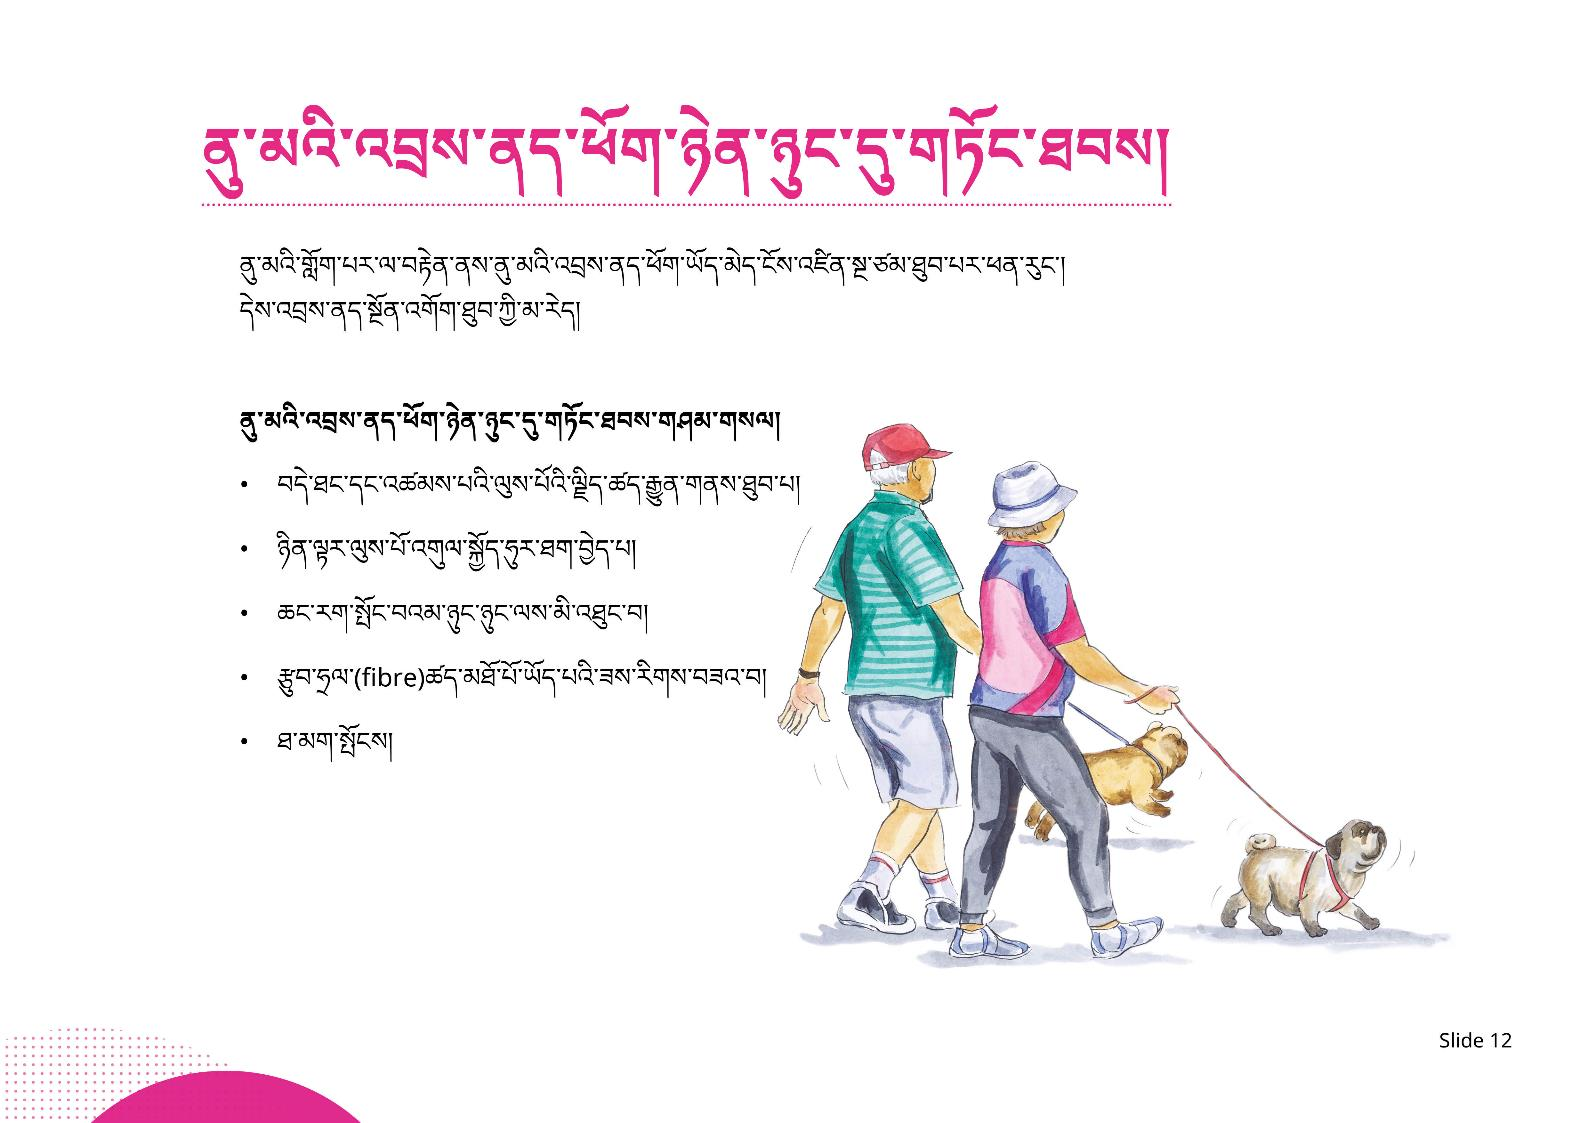 ནུ་མའི་འབྲས་ནད་ཕོག་ཉེན་ཉུང་དུ་གཏོང་ཐབས།
ནུ་མའི་གློག་པར་ལ་བརྟེན་ནས་ནུ་མའི་འབྲས་ནད་ཕོག་ཡོད་མེད་ངོས་འཛིན་སྔ་ཙམ་ཐུབ་པར་ཕན་རུང་།
དེས་འབྲས་ནད་སྔོན་འགོག་ཐུབ་ཀྱི་མ་རེད།
ནུ་མའི་འབྲས་ནད་ཕོག་ཉེན་ཉུང་དུ་གཏོང་ཐབས་གཤམ་གསལ།
• བདེ་ཐང་དང་འཚམས་པའི་ལུས་པོའི་ལྗིད་ཚད་རྒྱུན་གནས་ཐུབ་པ།
• ཉིན་ལྟར་ལུས་པོ་འགུལ་སྐྱོད་ཧུར་ཐག་བྱེད་པ།
• ཆང་རག་སྤོང་བའམ་ཉུང་ཉུང་ལས་མི་འཐུང་བ།
• རྩུབ་ཧྲལ་(fibre)ཚད་མཐོ་པོ་ཡོད་པའི་ཟས་རིགས་བཟའ་བ།
• ཐ་མག་སྤོངས།
Slide 12